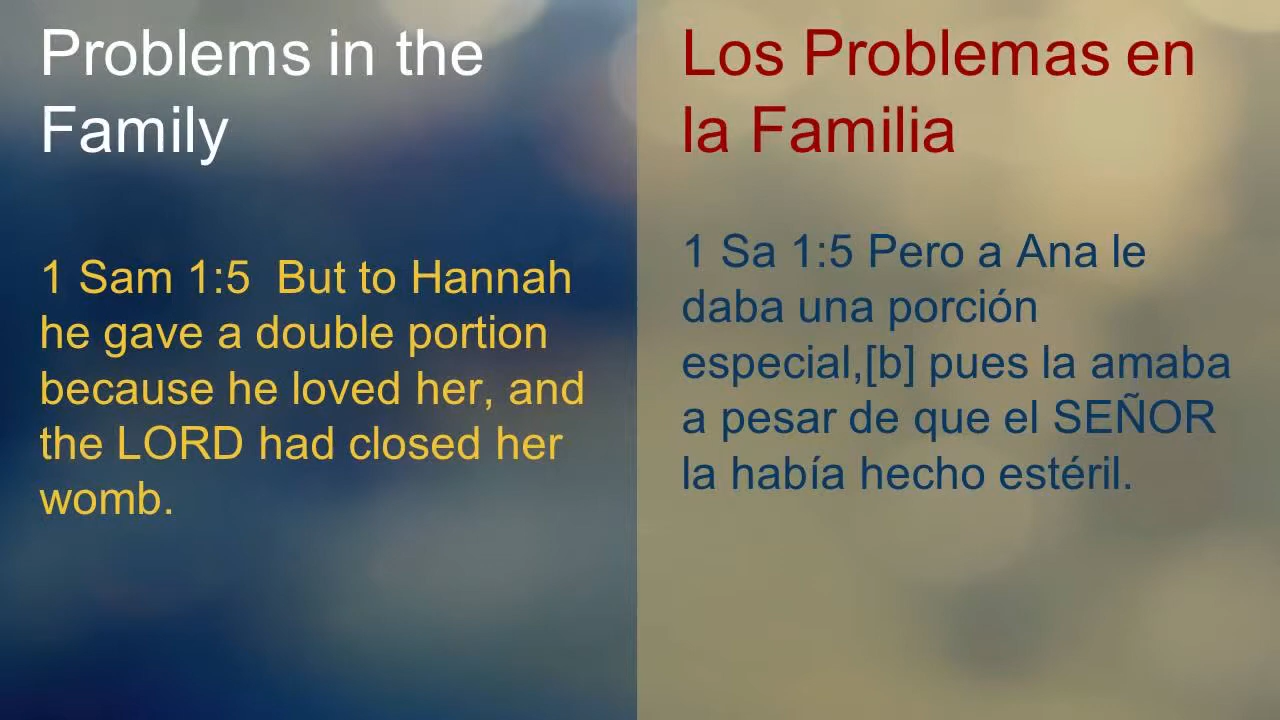 Problems in the
Family
1 Sam 1:5  But to Hannah
he gave a double portion
because he loved her, and
the LORD had closed her
womb.
Los Problemas en
la Familia
1 Sa 1:5 Pero a Ana le
daba una porción
especial,[b] pues la amaba
a pesar de que el SEÑOR
la había hecho estéril.